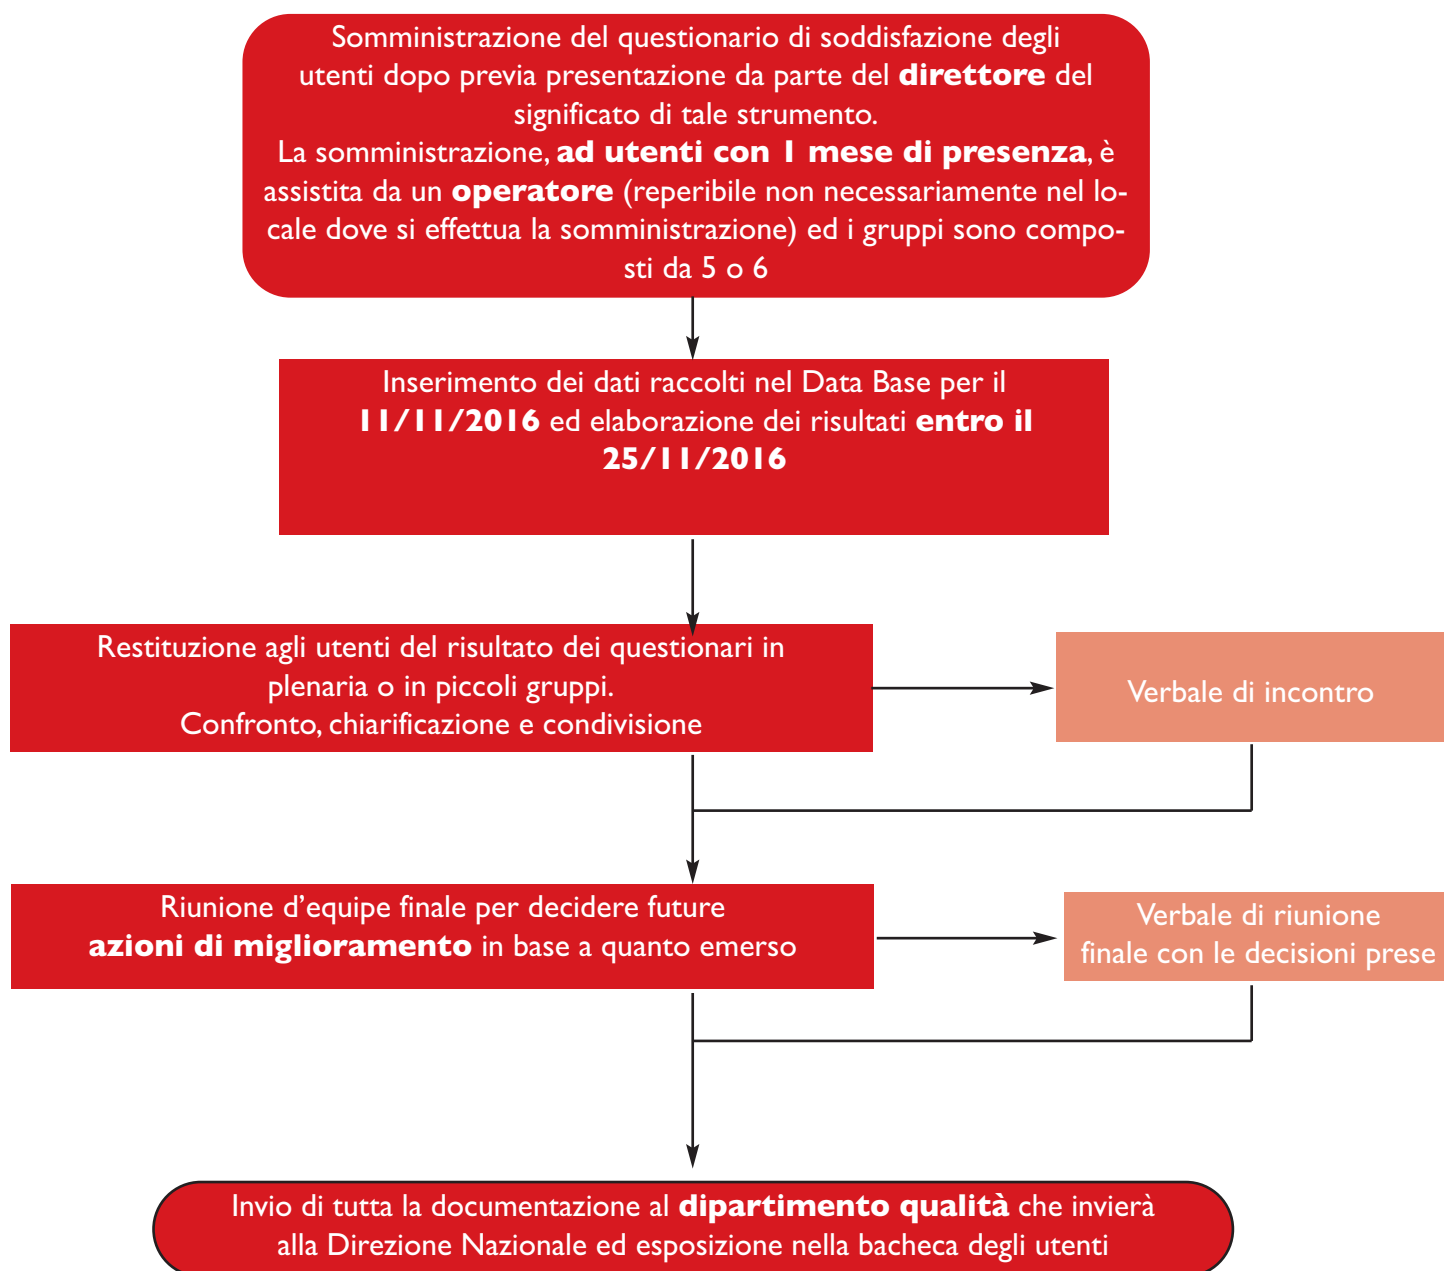 Somministrazione del questionario di soddisfazione degli
utenti dopo previa presentazione da parte del direttore del
significato di tale strumento.
La somministrazione, ad utenti con 1 mese di presenza, è
assistita da un operatore (reperibile non necessariamente nel lo-
cale dove si effettua la somministrazione) ed i gruppi sono compo-
sti da 5 o 6
Inserimento dei dati raccolti nel Data Base per il
11/11/2016 ed elaborazione dei risultati entro il
25/11/2016
Restituzione agli utenti del risultato dei questionari in
plenaria o in piccoli gruppi.
Confronto, chiarificazione e condivisione
Verbale di incontro
Riunione d’equipe finale per decidere future
azioni di miglioramento in base a quanto emerso
Verbale di riunione
finale con le decisioni prese
Invio di tutta la documentazione al dipartimento qualità che invierà
alla Direzione Nazionale ed esposizione nella bacheca degli utenti